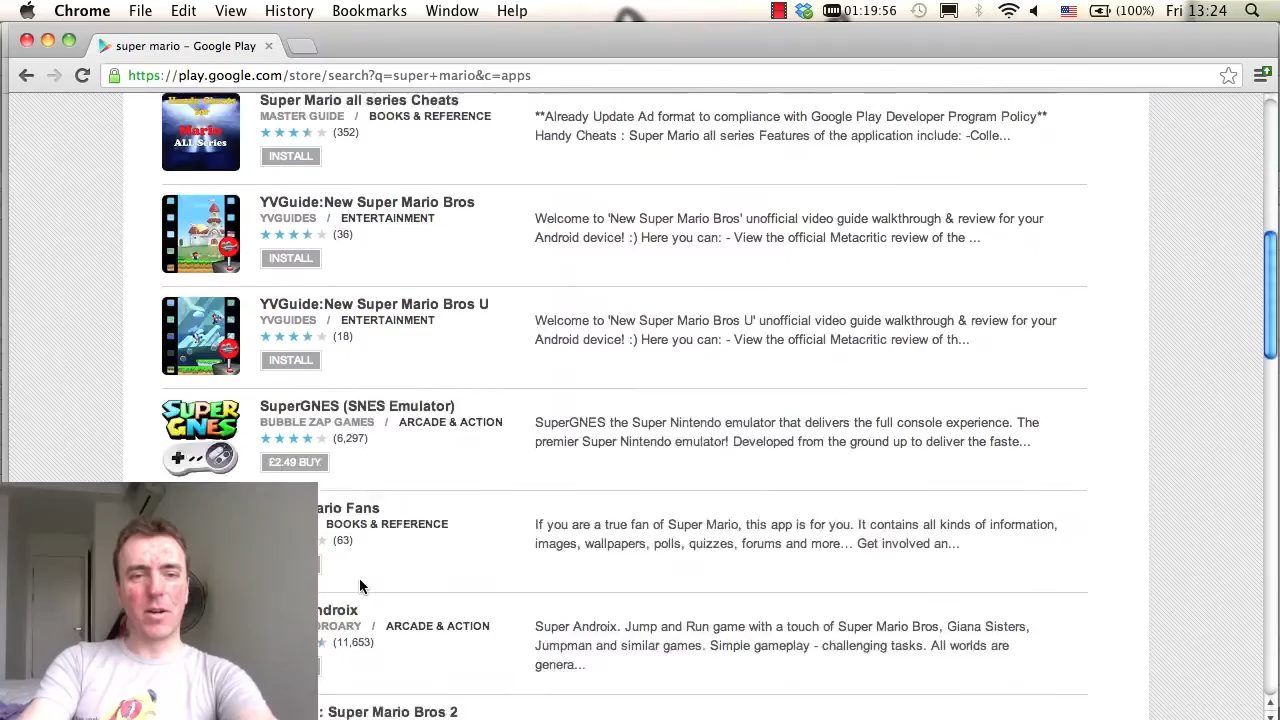 Chrome File Edit View History Bookmarks Window Help 01:19:56 (100%) Fri 13:24
super mario – Google Play
https://play.google.com/store/search?q=super+mario&c=apps
Handy Cheats
For
Mario
ALL Series
Super Mario all series Cheats
MASTER GUIDE / BOOKS & REFERENCE
(352)
INSTALL
**Already Update Ad format to compliance with Google Play Developer Program Policy**
Handy Cheats : Super Mario all series Features of the application include: -Colle...
YVGuide:New Super Mario Bros
YVGUIDES / ENTERTAINMENT
(36)
INSTALL
Welcome to 'New Super Mario Bros' unofficial video guide walkthrough & review for your
Android device! :) Here you can: - View the official Metacritic review of the ...
YVGuide:New Super Mario Bros U
YVGUIDES / ENTERTAINMENT
(18)
INSTALL
Welcome to 'New Super Mario Bros U' unofficial video guide walkthrough & review for your
Android device! :) Here you can: - View the official Metacritic review of th...
SUPER
GNES
SuperGNES (SNES Emulator)
BUBBLE ZAP GAMES / ARCADE & ACTION
(6,297)
£2.49 BUY
SuperGNES the Super Nintendo emulator that delivers the full console experience. The
premier Super Nintendo emulator! Developed from the ground up to deliver the faste...
ario Fans
BOOKS & REFERENCE
(63)
If you are a true fan of Super Mario, this app is for you. It contains all kinds of information,
images, wallpapers, polls, quizzes, forums and more... Get involved an...
ndroix
ROARY / ARCADE & ACTION
(11,653)
Super Androix. Jump and Run game with a touch of Super Mario Bros, Giana Sisters,
Jumpman and similar games. Simple gameplay - challenging tasks. All worlds are
genera...
: Super Mario Bros 2